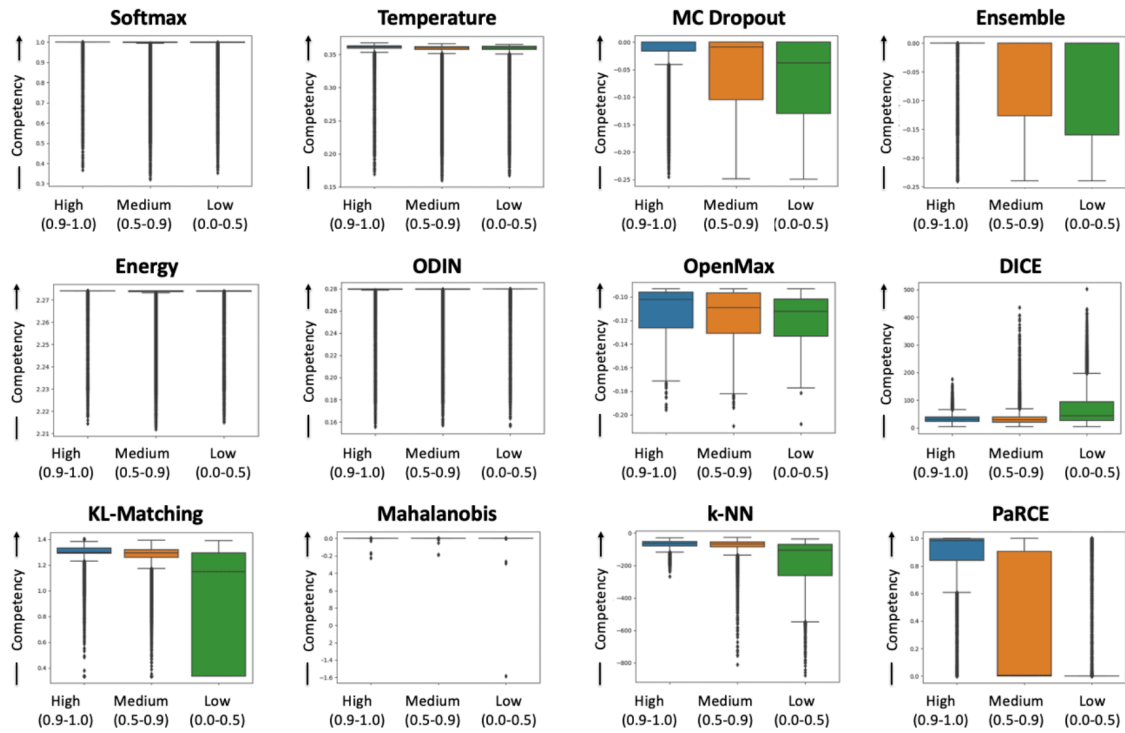 Softmax
Temperature
MC Dropout
Ensemble
Competency
1.0
0.9
0.8
0.7
0.6
0.5
0.4
0.3
High Medium Low
(0.9-1.0) (0.5-0.9) (0.0-0.5)
Competency
0.35
0.30
0.25
0.20
0.15
High Medium Low
(0.9-1.0) (0.5-0.9) (0.0-0.5)
Competency
0.00
−0.05
−0.10
−0.15
−0.20
−0.25
High Medium Low
(0.9-1.0) (0.5-0.9) (0.0-0.5)
Competency
0.00
−0.05
−0.10
−0.15
−0.20
−0.25
High Medium Low
(0.9-1.0) (0.5-0.9) (0.0-0.5)
Energy
ODIN
OpenMax
DICE
Competency
2.27
2.26
2.25
2.24
2.23
2.22
2.21
High Medium Low
(0.9-1.0) (0.5-0.9) (0.0-0.5)
Competency
0.28
0.26
0.24
0.22
0.20
0.18
0.16
High Medium Low
(0.9-1.0) (0.5-0.9) (0.0-0.5)
Competency
−0.10
−0.12
−0.14
−0.16
−0.18
−0.20
High Medium Low
(0.9-1.0) (0.5-0.9) (0.0-0.5)
Competency
500
400
300
200
100
0
High Medium Low
(0.9-1.0) (0.5-0.9) (0.0-0.5)
KL-Matching
Mahalanobis
k-NN
PaRCE
Competency
1.4
1.2
1.0
0.8
0.6
0.4
High Medium Low
(0.9-1.0) (0.5-0.9) (0.0-0.5)
Competency
0.0
2
4
6
8
0
2
−1.4
−1.6
High Medium Low
(0.9-1.0) (0.5-0.9) (0.0-0.5)
Competency
0
−200
−400
−600
−800
High Medium Low
(0.9-1.0) (0.5-0.9) (0.0-0.5)
Competency
1.0
0.8
0.6
0.4
0.2
0.0
High Medium Low
(0.9-1.0) (0.5-0.9) (0.0-0.5)